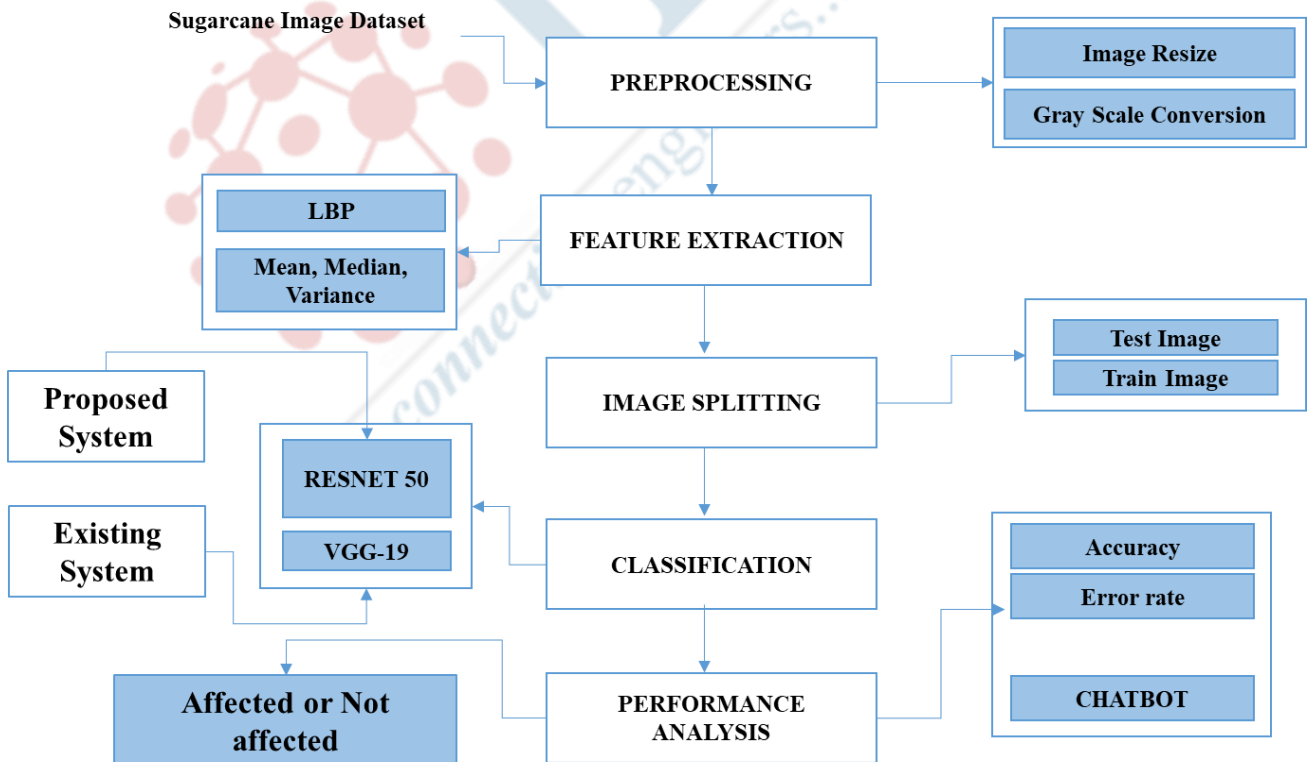 Sugarcane Image Dataset
PREPROCESSING
Image Resize
Gray Scale Conversion
LBP
Mean, Median,
Variance
FEATURE EXTRACTION
Test Image
Train Image
Proposed
System
IMAGE SPLITTING
RESNET 50
VGG-19
Existing
System
CLASSIFICATION
Accuracy
Error rate
CHATBOT
Affected or Not
affected
PERFORMANCE
ANALYSIS